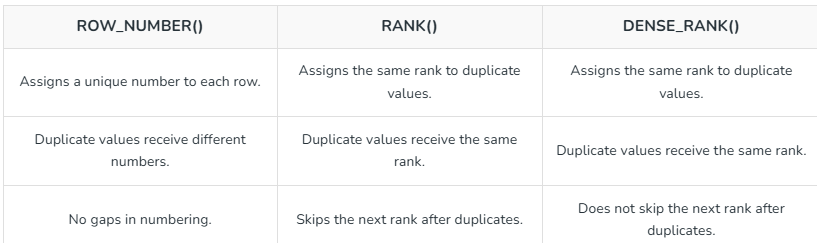 ROW_NUMBER()
RANK()
DENSE_RANK()
Assigns a unique number to each row.
Assigns the same rank to duplicate
values.
Assigns the same rank to duplicate
values.
Duplicate values receive different
numbers.
Duplicate values receive the same
rank.
Duplicate values receive the same rank.
No gaps in numbering.
Skips the next rank after duplicates.
Does not skip the next rank after
duplicates.